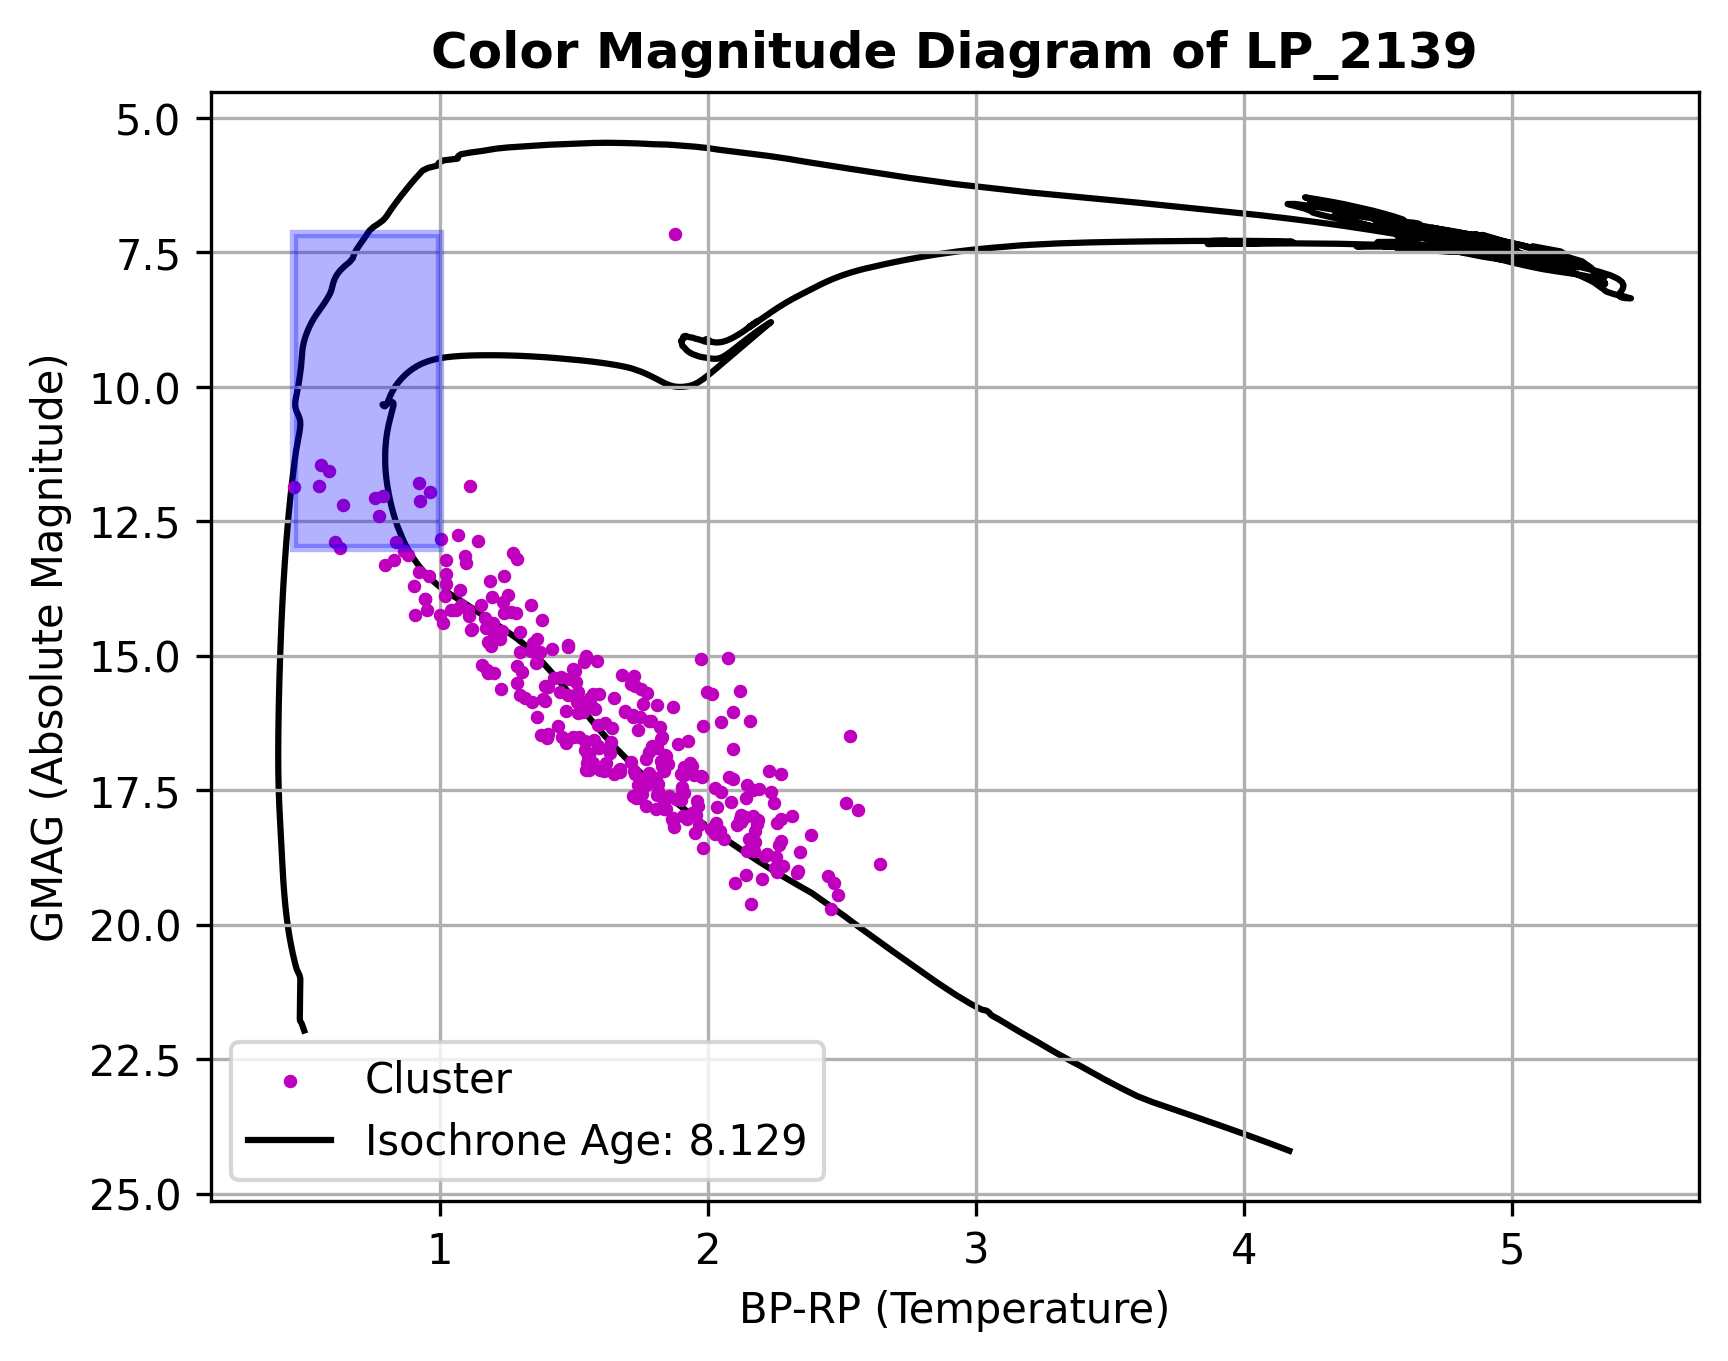 Color Magnitude Diagram of LP_2139
GMAG (Absolute Magnitude)
5.0
7.5
10.0
12.5
15.0
17.5
20.0
22.5
25.0
Cluster
Isochrone Age: 8.129
1 2 3 4 5
BP-RP (Temperature)